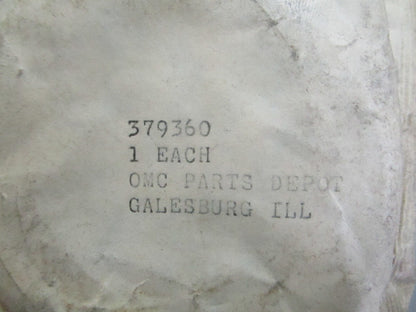 379360
1 EACH
OMC PARTS DEPOT
GALESBURG ILL